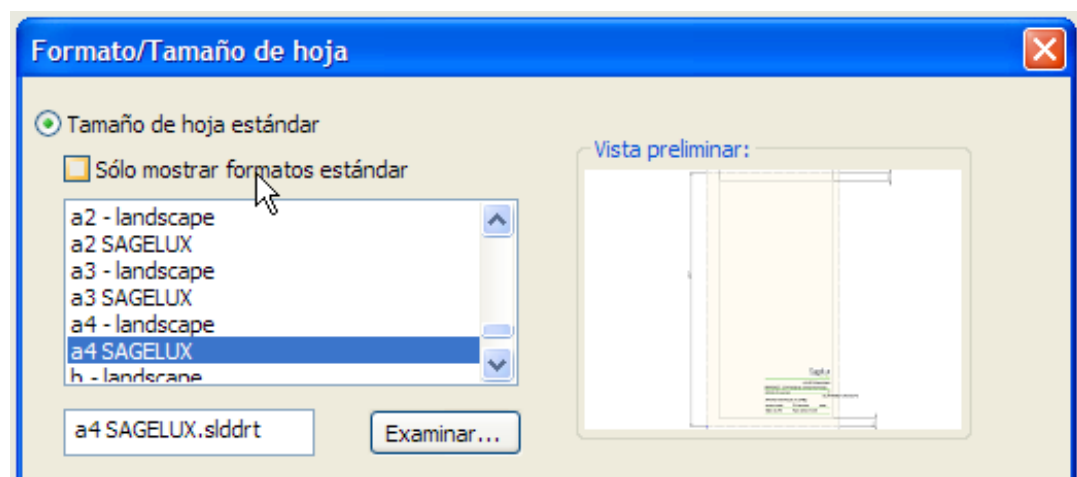 Formato/Tamaño de hoja
Tamaño de hoja estándar
Sólo mostrar formatos estándar
a2 - landscape
a2 SAGELUX
a3 - landscape
a3 SAGELUX
a4 - landscape
a4 SAGELUX
b - landscape
a4 SAGELUX.slddrt
Examinar...
Vista preliminar: